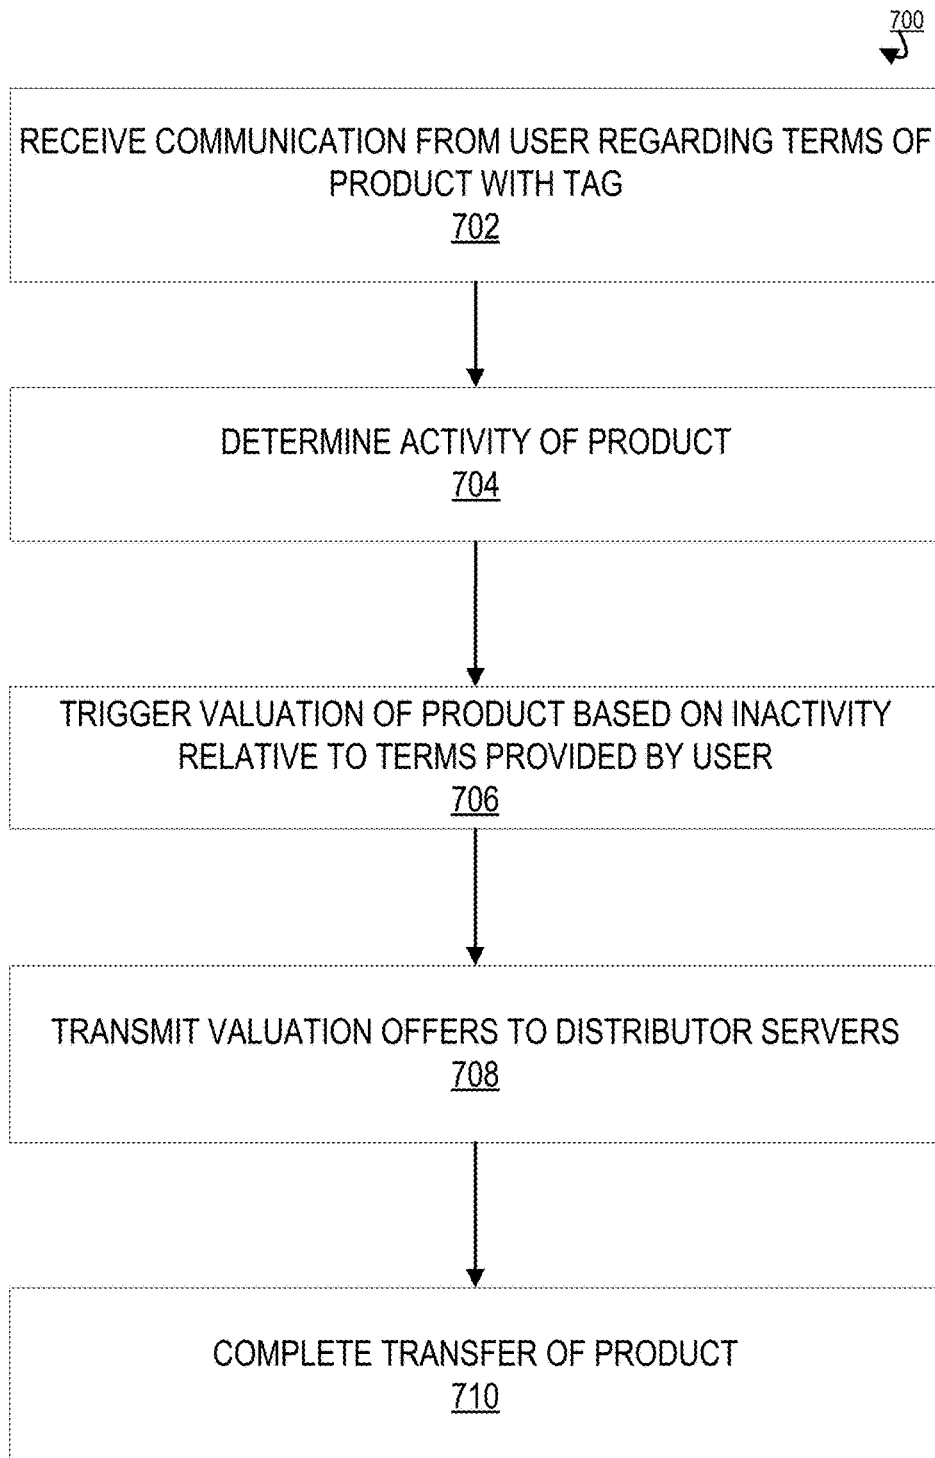 700
RECEIVE COMMUNICATION FROM USER REGARDING TERMS OF
PRODUCT WITH TAG
702
DETERMINE ACTIVITY OF PRODUCT
704
TRIGGER VALUATION OF PRODUCT BASED ON INACTIVITY
RELATIVE TO TERMS PROVIDED BY USER
706
TRANSMIT VALUATION OFFERS TO DISTRIBUTOR SERVERS
708
COMPLETE TRANSFER OF PRODUCT
710